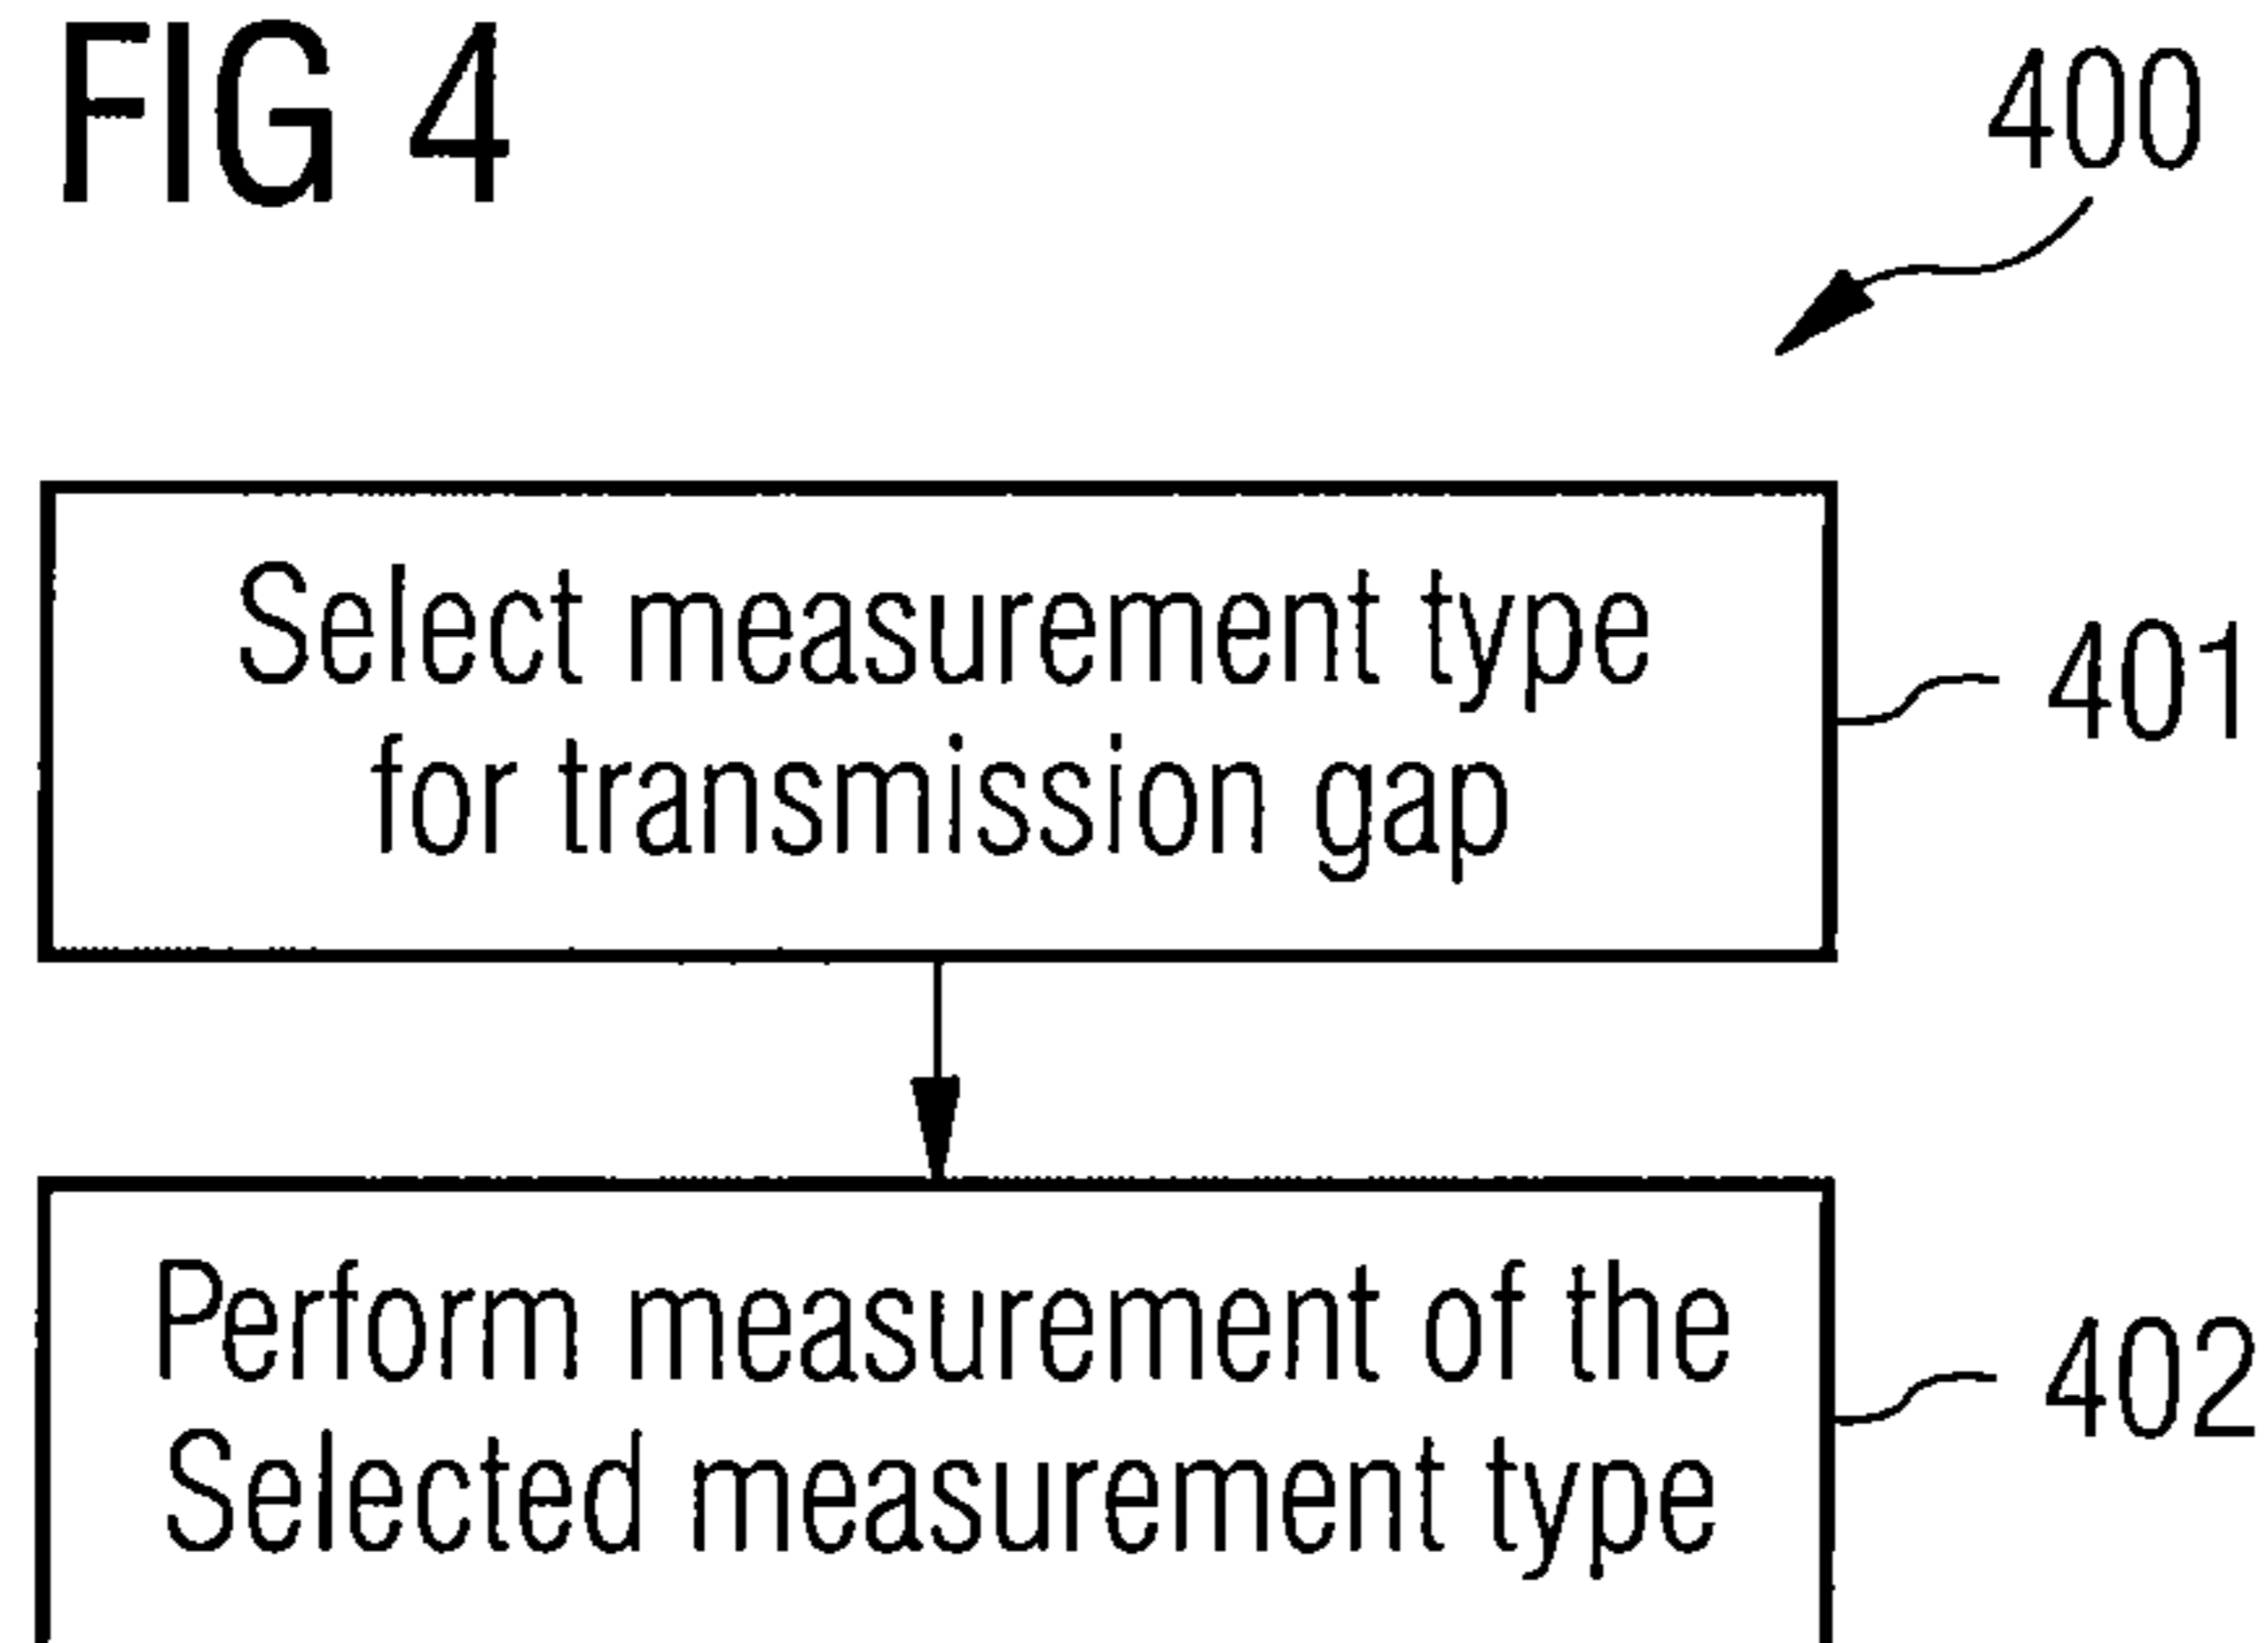 FIG 4
400
Select measurement type
for transmission gap
401
Perform measurement of the
Selected measurement type
402